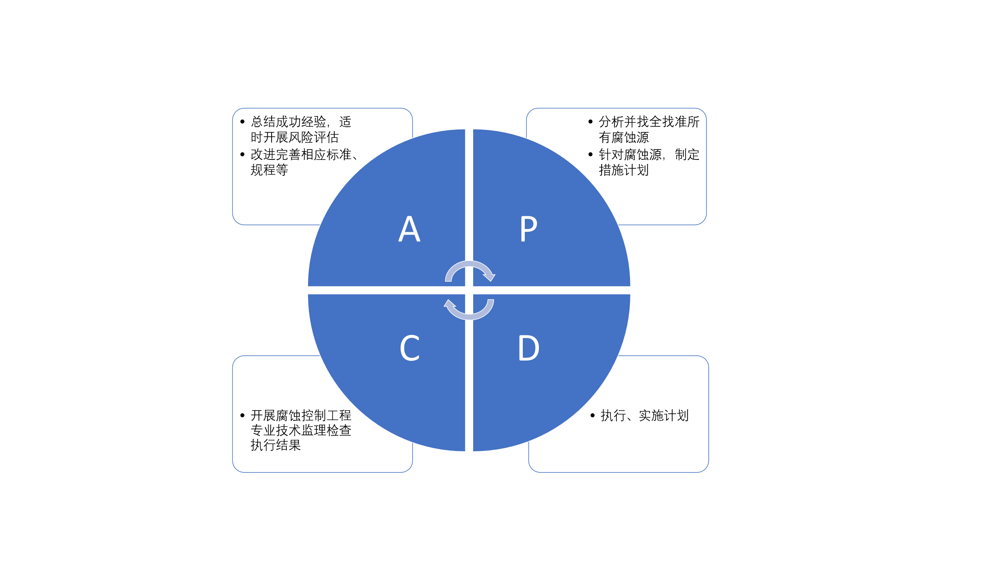 • 总结成功经验，适
时开展风险评估
• 改进完善相应标准、
规程等
• 分析并找全找准所
有腐蚀源
• 针对腐蚀源，制定
措施计划
A
P
C
D
• 开展腐蚀控制工程
专业技术监理检查
执行结果
• 执行、实施计划